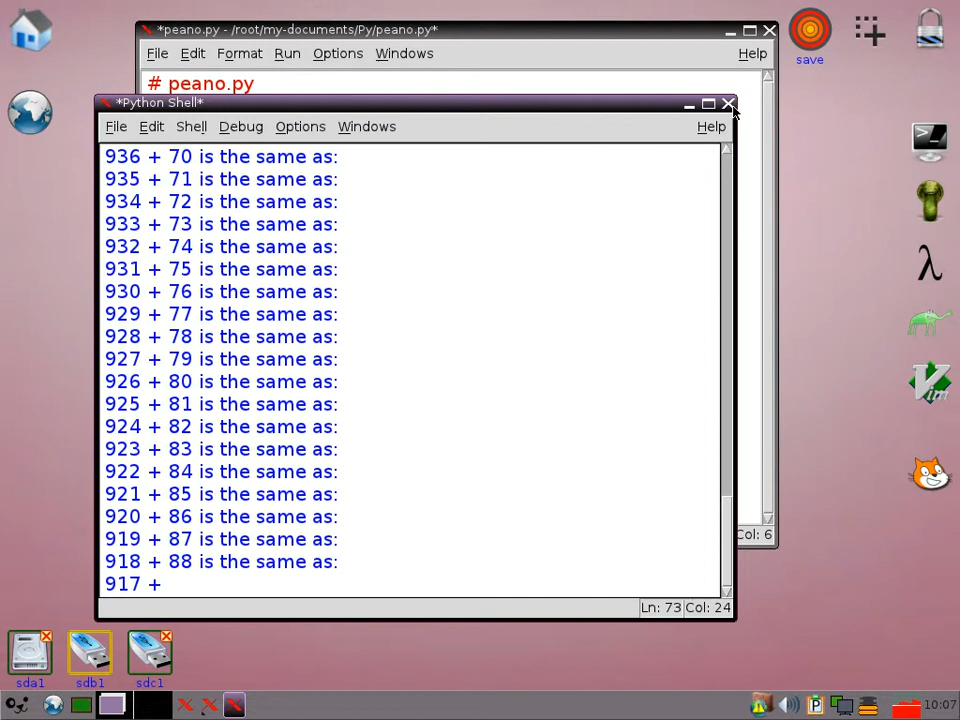 *peano.py - /root/my-documents/Py/peano.py*
File Edit Format Run Options Windows Help
# peano.py
*Python Shell*
File Edit Shell Debug Options Windows Help
936 + 70 is the same as:
935 + 71 is the same as:
934 + 72 is the same as:
933 + 73 is the same as:
932 + 74 is the same as:
931 + 75 is the same as:
930 + 76 is the same as:
929 + 77 is the same as:
928 + 78 is the same as:
927 + 79 is the same as:
926 + 80 is the same as:
925 + 81 is the same as:
924 + 82 is the same as:
923 + 83 is the same as:
922 + 84 is the same as:
921 + 85 is the same as:
920 + 86 is the same as:
919 + 87 is the same as:
918 + 88 is the same as:
917 +
Ln: 73 Col: 24
Col: 6
save
λ
Vim
sda1 sdb1 sdc1
10:07